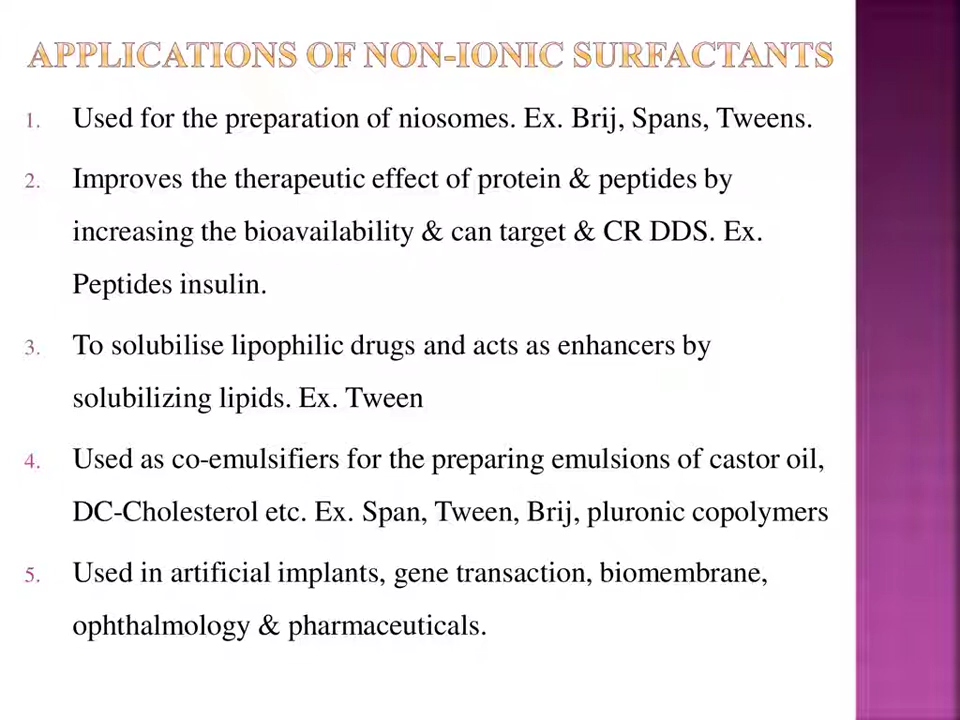 APPLICATIONS OF NON-IONIC SURFACTANTS
1. Used for the preparation of niosomes. Ex. Brij, Spans, Tweens.
2. Improves the therapeutic effect of protein & peptides by
increasing the bioavailability & can target & CR DDS. Ex.
Peptides insulin.
3. To solubilise lipophilic drugs and acts as enhancers by
solubilizing lipids. Ex. Tween
4. Used as co-emulsifiers for the preparing emulsions of castor oil,
DC-Cholesterol etc. Ex. Span, Tween, Brij, pluronic copolymers
5. Used in artificial implants, gene transaction, biomembrane,
ophthalmology & pharmaceuticals.